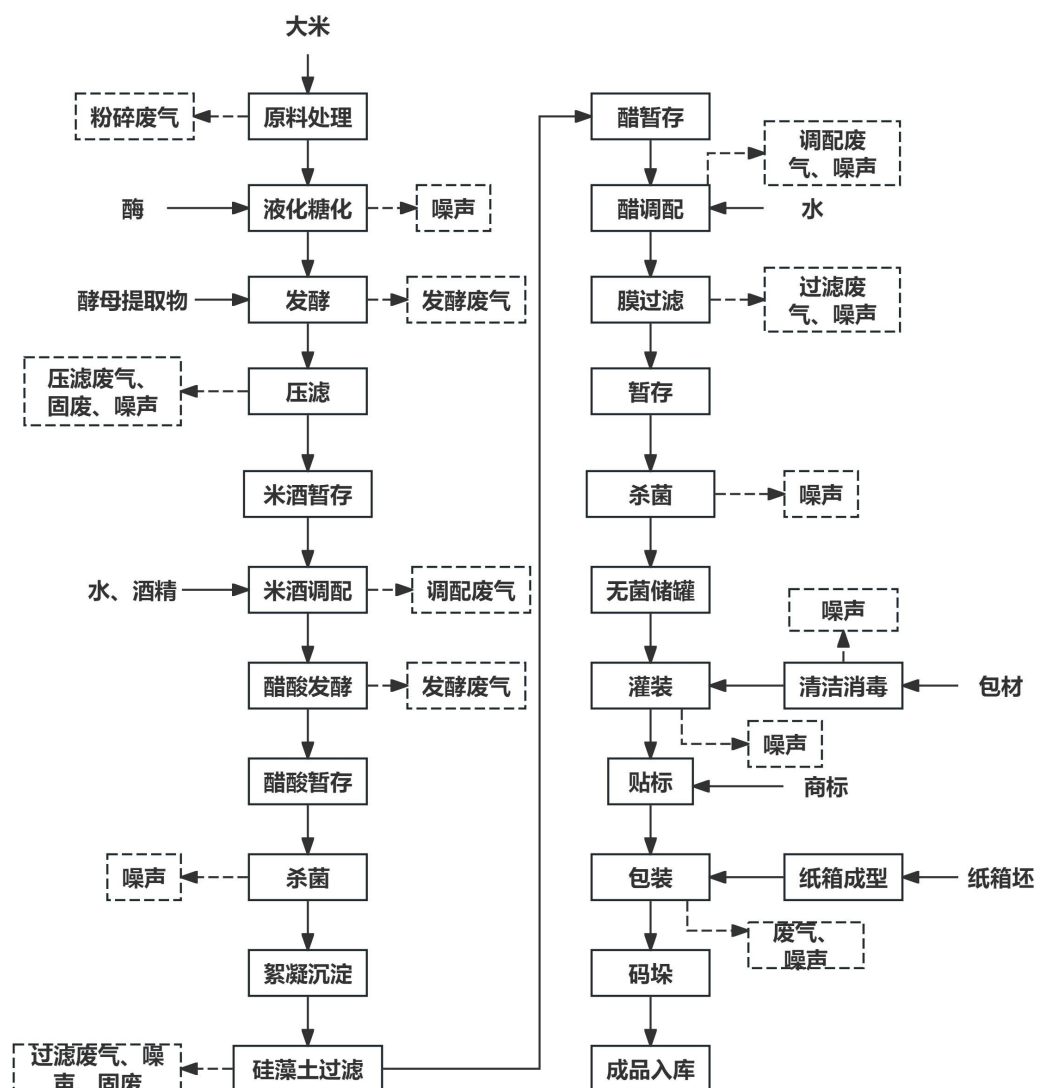 大米
粉碎废气
原料处理
酶
液化糖化
噪声
酵母提取物
发酵
发酵废气
压滤废气、
固废、噪声
压滤
米酒暂存
水、酒精
米酒调配
调配废气
醋酸发酵
发酵废气
醋酸暂存
噪声
杀菌
絮凝沉淀
过滤废气、噪
声、固废
硅藻土过滤
醋暂存
调配废
气、噪声
醋调配
水
膜过滤
过滤废
气、噪声
暂存
杀菌
噪声
无菌储罐
噪声
灌装
清洁消毒
包材
噪声
贴标
商标
包装
纸箱成型
纸箱坯
废气、
噪声
码垛
成品入库